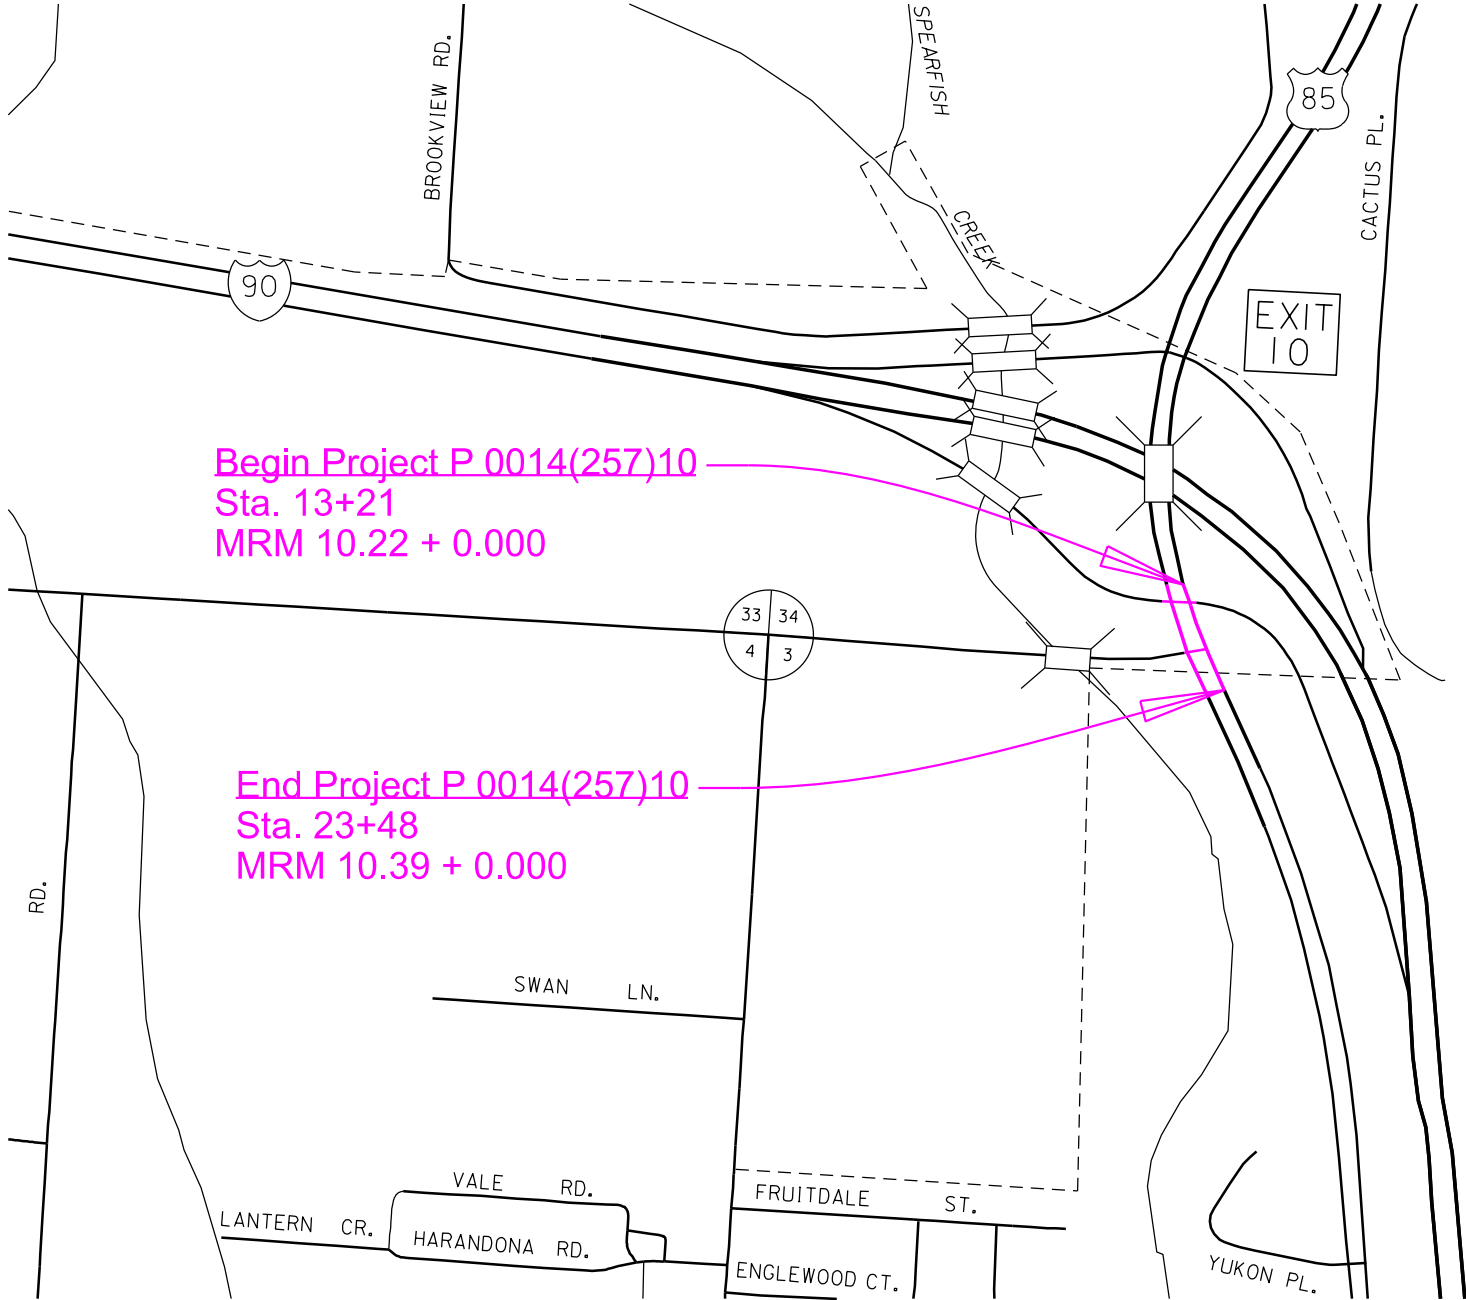 SPEARFISH
BROOKVIEW RD.
85
CACTUS PL.
CREEK
90
EXIT
10
Begin Project P 0014(257)10
Sta. 13+21
MRM 10.22 + 0.000
33 34
4 3
End Project P 0014(257)10
Sta. 23+48
MRM 10.39 + 0.000
RD.
SWAN LN.
VALE RD.
FRUITDALE ST.
LANTERN CR.
HARANDONA RD.
ENGLEWOOD CT.
YUKON PL.